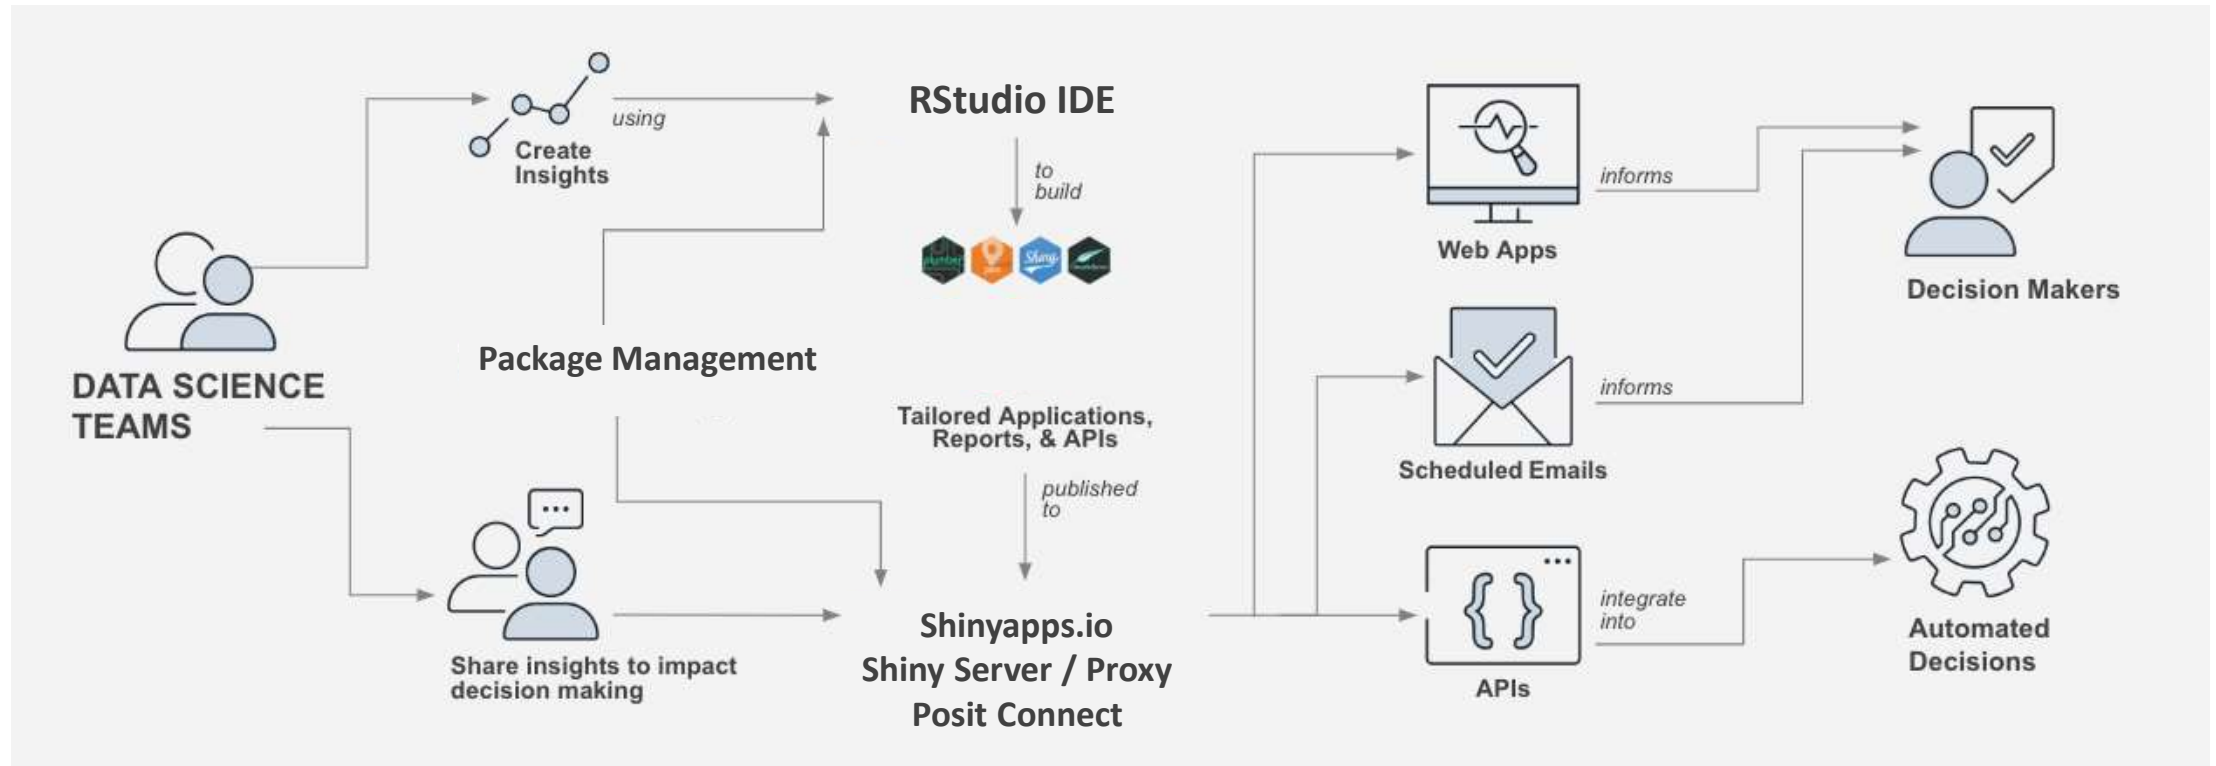 Create
Insights
using
RStudio IDE
to
build
plumber
Shiny
DATA SCIENCE
TEAMS
Package Management
Tailored Applications,
Reports, & APIs
published
to
Share insights to impact
decision making
Shinyapps.io
Shiny Server / Proxy
Posit Connect
Web Apps
informs
Decision Makers
Scheduled Emails
informs
APIs
integrate
into
Automated
Decisions